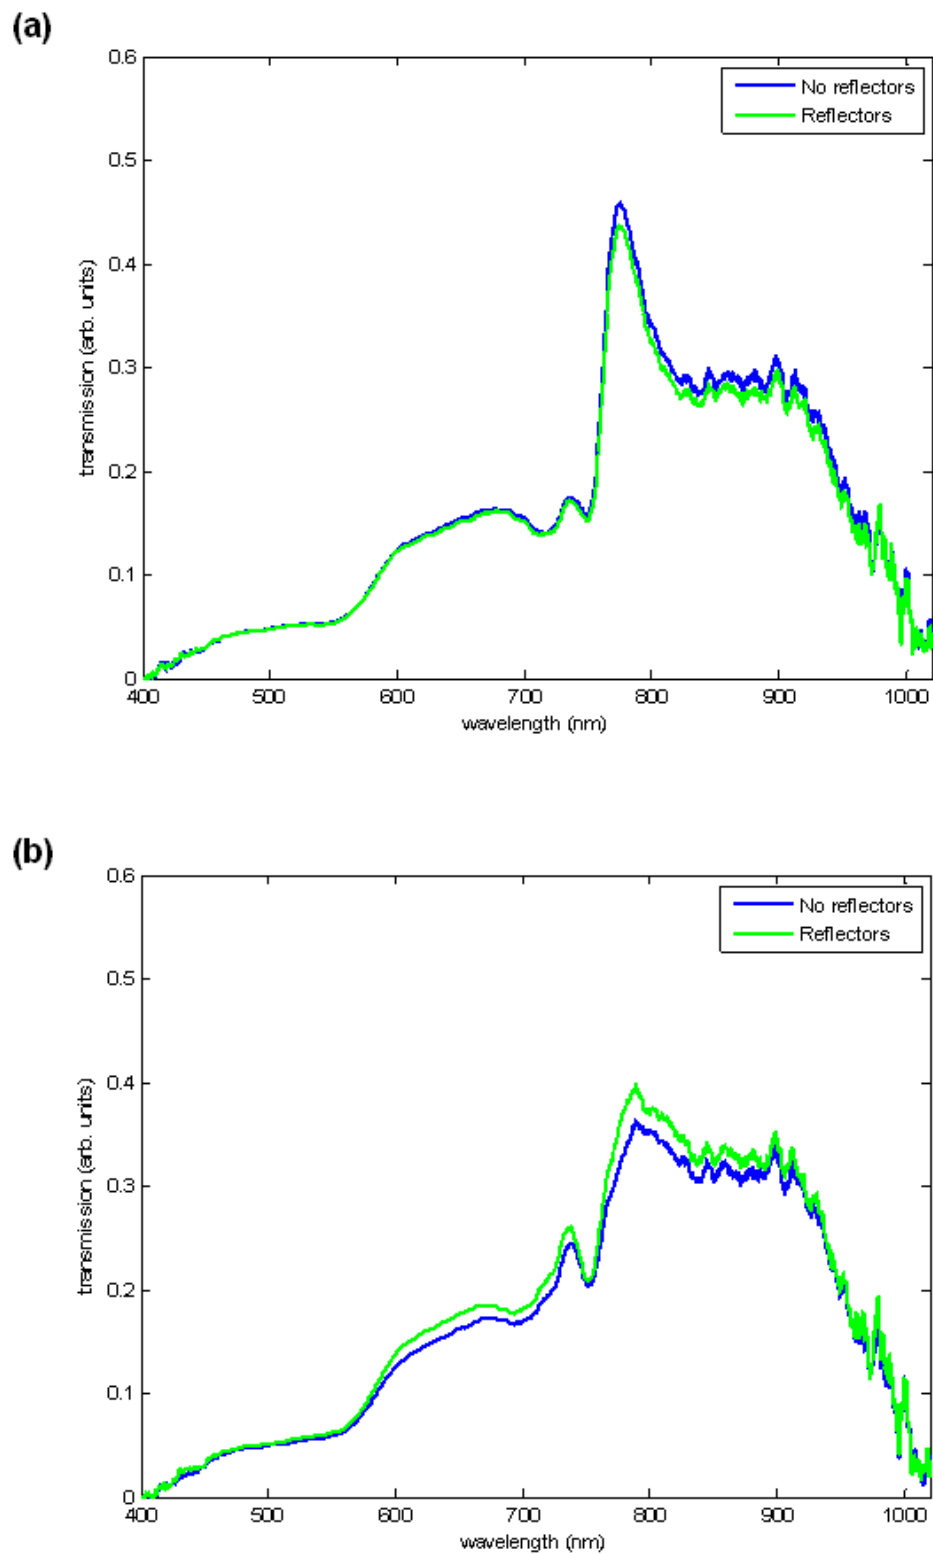 (a)
0.6
No reflectors
Reflectors
0.5
0.4
transmission (arb. units)
0.3
0.2
0.1
0
400 500 600 700 800 900 1000
wavelength (nm)
(b)
0.6
No reflectors
Reflectors
0.5
0.4
transmission (arb. units)
0.3
0.2
0.1
0
400 500 600 700 800 900 1000
wavelength (nm)